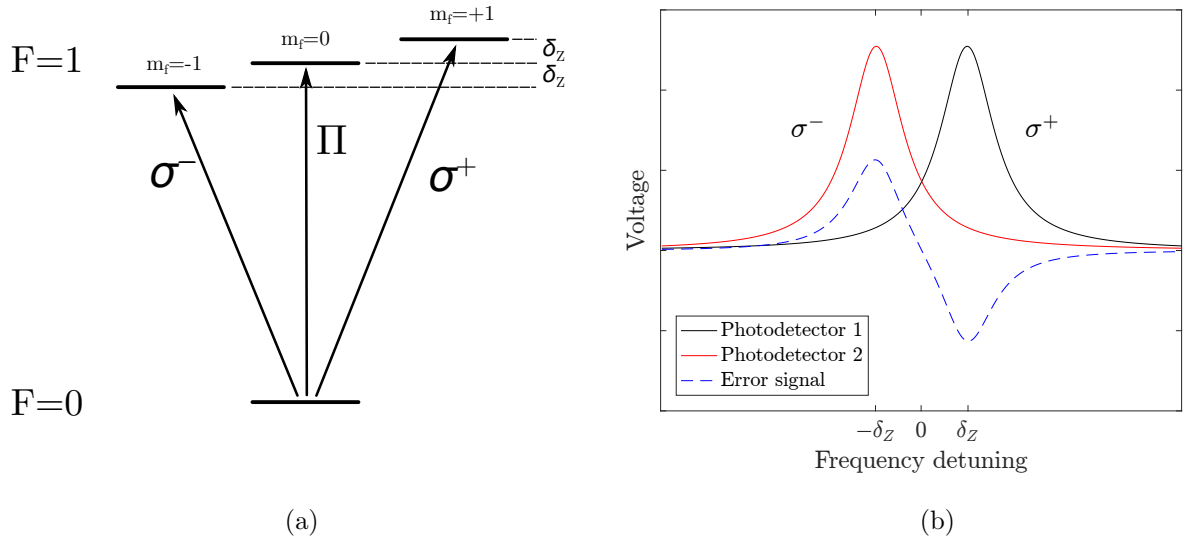 m_f=+1
m_f=0
F=1
δ_Z
m_f=-1
δ_Z
Π
σ⁻
σ⁺
F=0
(a)
σ⁻
σ⁺
Voltage
Photodetector 1
Photodetector 2
Error signal
−δ_Z 0 δ_Z
Frequency detuning
(b)